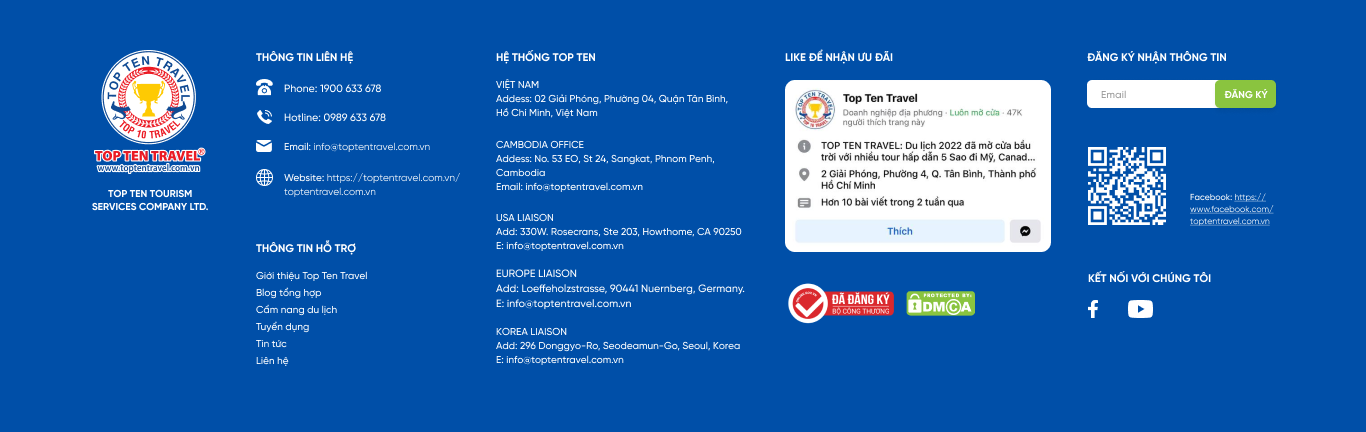 TOP TEN TRAVEL
TOP 10 TRAVEL
TOP TEN TRAVEL®
www.toptentravel.com.vn
TOP TEN TOURISM
SERVICES COMPANY LTD.
THÔNG TIN LIÊN HỆ
Phone: 1900 633 678
Hotline: 0989 633 678
Email: info@toptentravel.com.vn
Website: https://toptentravel.com.vn/
toptentravel.com.vn
THÔNG TIN HỖ TRỢ
Giới thiệu Top Ten Travel
Blog tổng hợp
Cẩm nang du lịch
Tuyển dụng
Tin tức
Liên hệ
HỆ THỐNG TOP TEN
VIỆT NAM
Addess: 02 Giải Phóng, Phường 04, Quận Tân Bình,
Hồ Chí Minh, Việt Nam
CAMBODIA OFFICE
Addess: No. 53 EO, St 24, Sangkat, Phnom Penh,
Cambodia
Email: info@toptentravel.com.vn
USA LIAISON
Add: 330W. Rosecrans, Ste 203, Howthome, CA 90250
E: info@toptentravel.com.vn
EUROPE LIAISON
Add: Loeffeholzstrasse, 90441 Nuernberg, Germany.
E: info@toptentravel.com.vn
KOREA LIAISON
Add: 296 Donggyo-Ro, Seodeamun-Go, Seoul, Korea
E: info@toptentravel.com.vn
LIKE ĐỂ NHẬN ƯU ĐÃI
TOP TEN TRAVEL
Top Ten Travel
Doanh nghiệp địa phương · Luôn mở cửa · 47K
người thích trang này
TOP TEN TRAVEL: Du lịch 2022 đã mở cửa bầu
trời với nhiều tour hấp dẫn 5 Sao đi Mỹ, Canad...
2 Giải Phóng, Phường 4, Q. Tân Bình, Thành phố
Hồ Chí Minh
Hơn 10 bài viết trong 2 tuần qua
Thích
ĐÃ ĐĂNG KÝ
BỘ CÔNG THƯƠNG
PROTECTED BY:
DMCA
ĐĂNG KÝ NHẬN THÔNG TIN
Email
ĐĂNG KÝ
Facebook: https://
www.facebook.com/
toptentravel.com.vn
KẾT NỐI VỚI CHÚNG TÔI